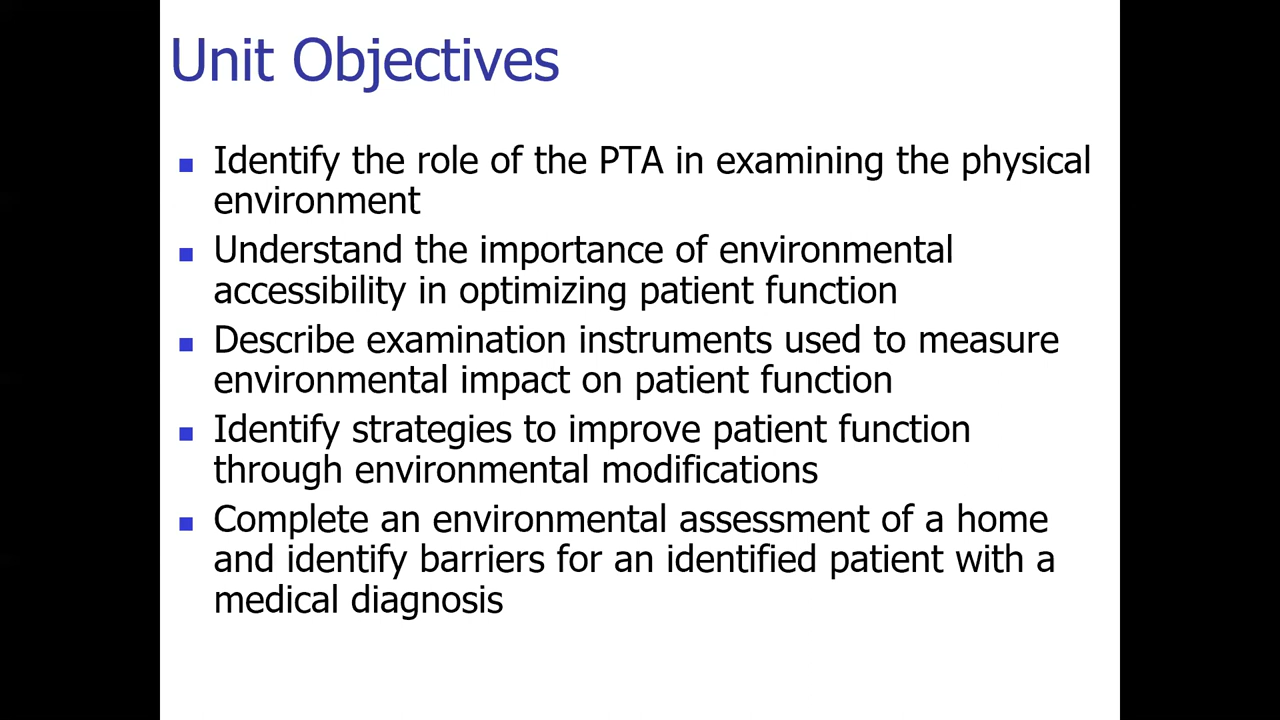 Unit Objectives
Identify the role of the PTA in examining the physical
environment
Understand the importance of environmental
accessibility in optimizing patient function
Describe examination instruments used to measure
environmental impact on patient function
Identify strategies to improve patient function
through environmental modifications
Complete an environmental assessment of a home
and identify barriers for an identified patient with a
medical diagnosis